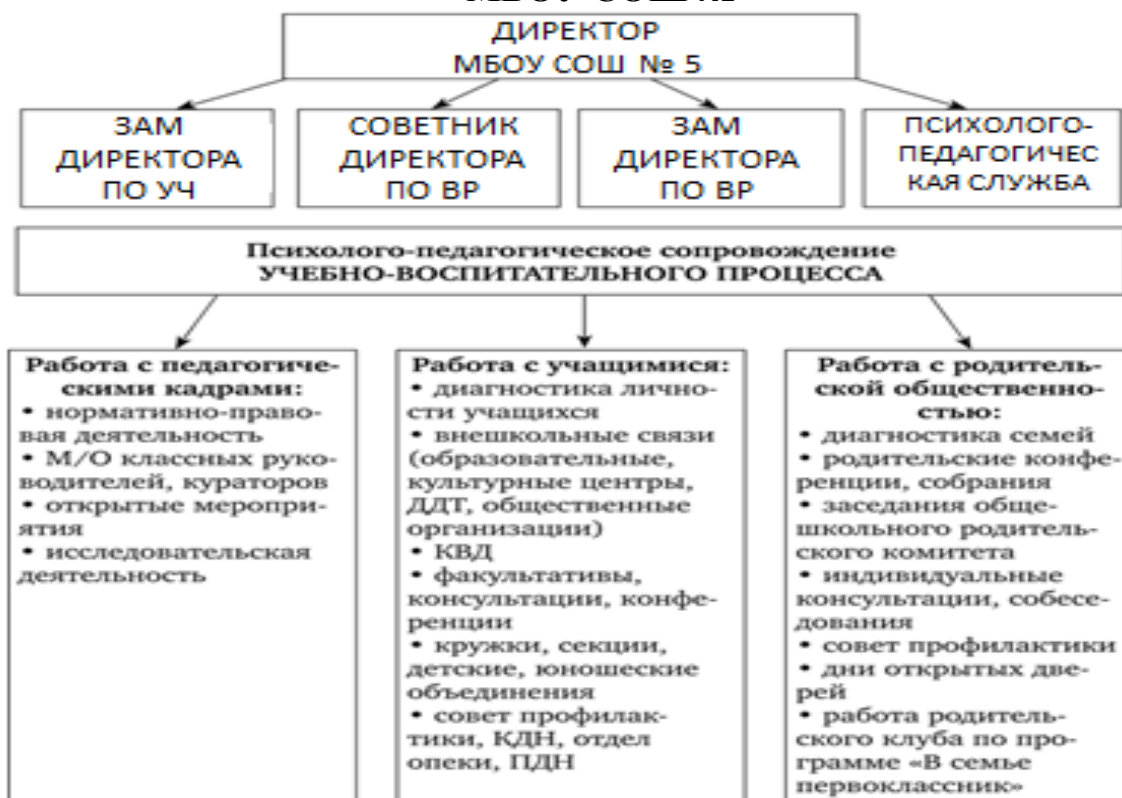 ДИРЕКТОР
МБОУ СОШ № 5
ЗАМ
ДИРЕКТОРА
ПО УЧ
СОВЕТНИК
ДИРЕКТОРА
ПО ВР
ЗАМ
ДИРЕКТОРА
ПО ВР
ПСИХОЛОГО-
ПЕДАГОГИЧЕС
КАЯ СЛУЖБА
Психолого-педагогическое сопровождение
УЧЕБНО-ВОСПИТАТЕЛЬНОГО ПРОЦЕССА
Работа с педагогиче-
скими кадрами:
• нормативно-право-
вая деятельность
• М/О классных руко-
водителей, кураторов
• открытые меропри-
ятия
• исследовательская
деятельность
Работа с учащимися:
• диагностика лично-
сти учащихся
• внешкольные связи
(образовательные,
культурные центры,
ДДТ, общественные
организации)
• КВД
• факультативы,
консультации, конфе-
ренции
• кружки, секции,
детские, юношеские
объединения
• совет профилак-
тики, КДН, отдел
опеки, ПДН
Работа с родитель-
ской общественно-
стью:
• диагностика семей
• родительские конфе-
ренции, собрания
• заседания обще-
школьного родитель-
ского комитета
• индивидуальные
консультации, собесе-
дования
• совет профилактики
• дни открытых две-
рей
• работа родитель-
ского клуба по про-
грамме «В семье
первоклассник»